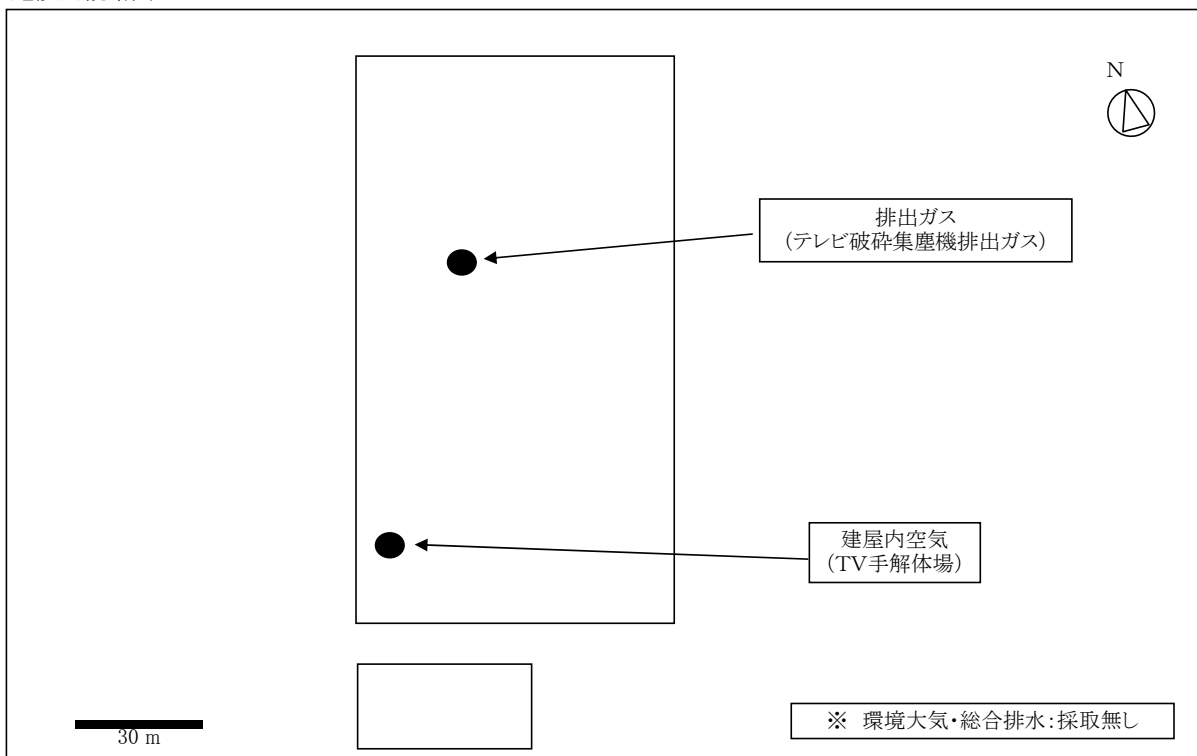 N
排出ガス
(テレビ破砕集塵機排出ガス)
建屋内空気
(TV手解体場)
30 m
※ 環境大気・総合排水:採取無し